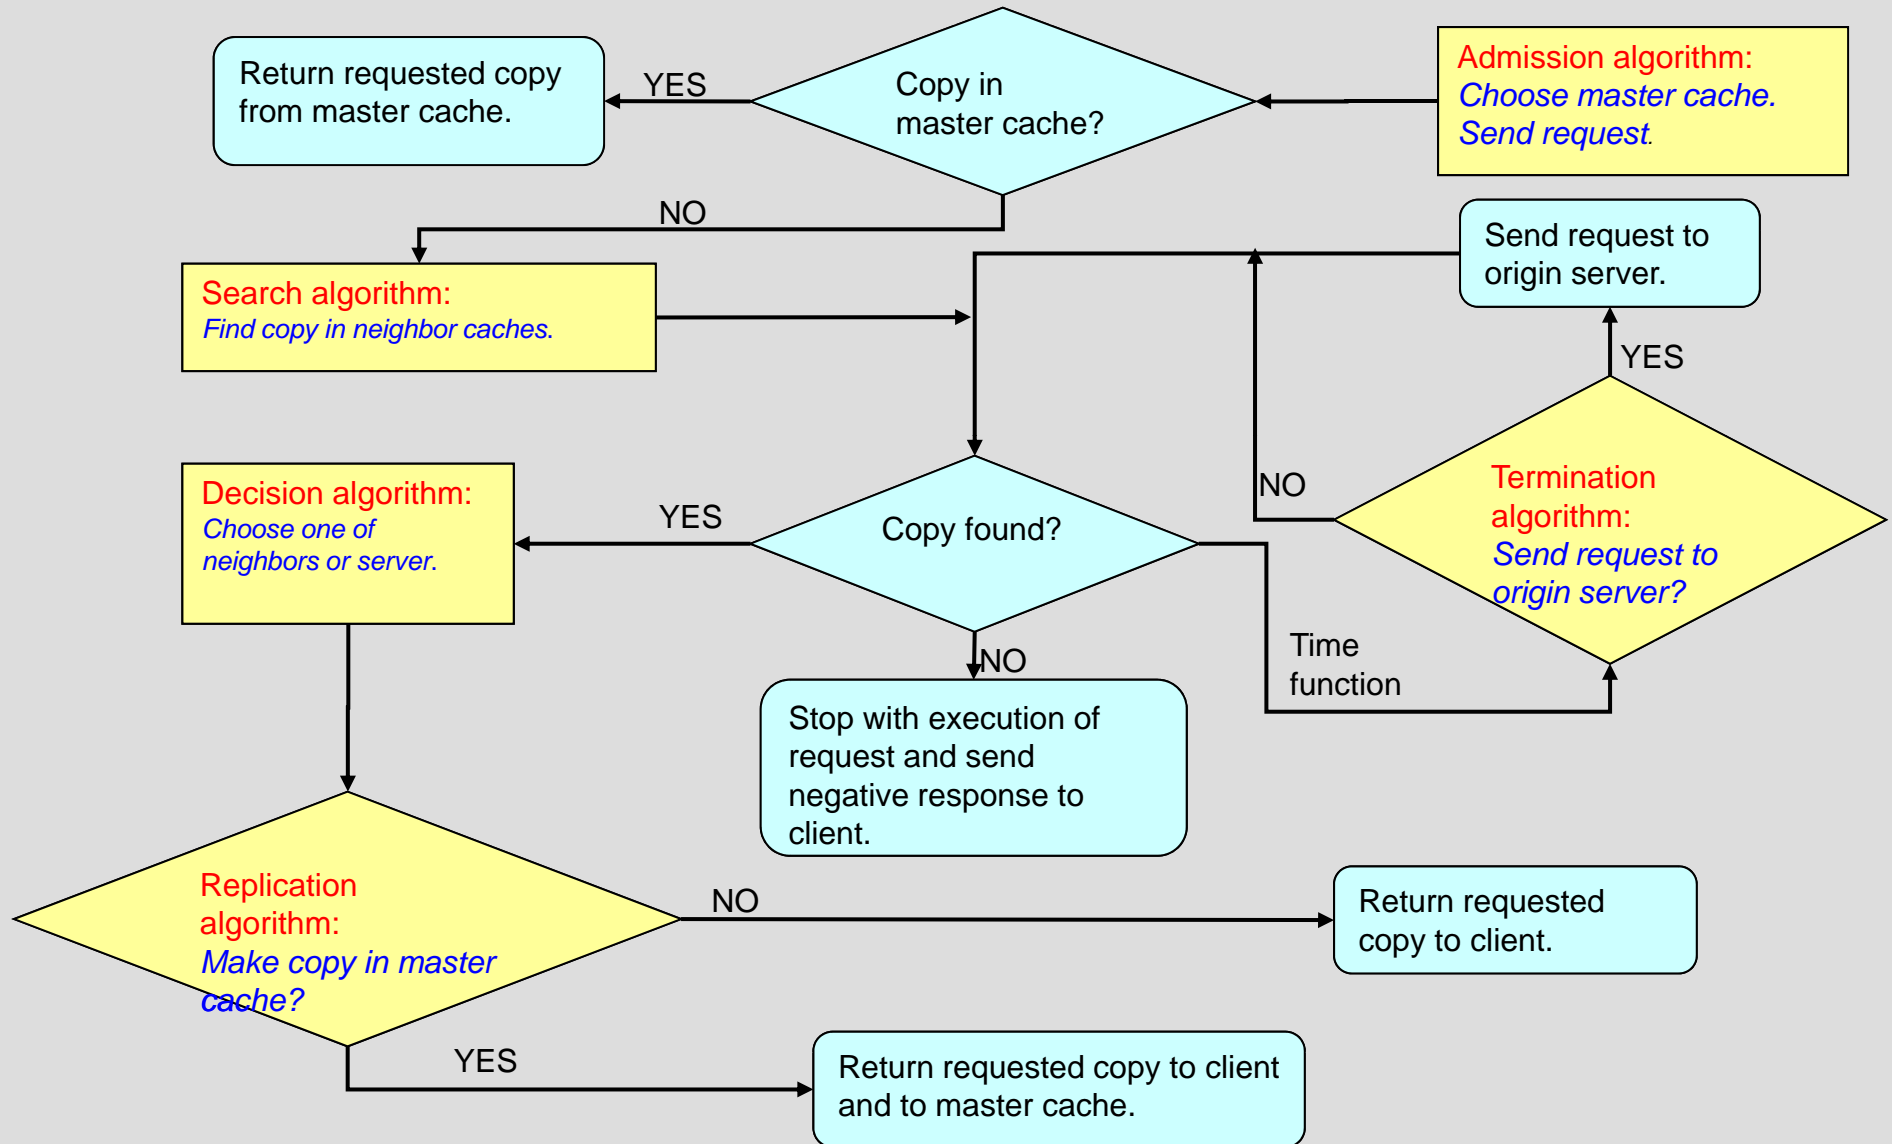 Return requested copy
from master cache.
YES
Copy in
master cache?
Admission algorithm:
Choose master cache.
Send request.
NO
Send request to
origin server.
Search algorithm:
Find copy in neighbor caches.
YES
Decision algorithm:
Choose one of
neighbors or server.
YES
Copy found?
NO
Termination
algorithm:
Send request to
origin server?
NO
Time
function
Stop with execution of
request and send
negative response to
client.
Replication
algorithm:
Make copy in master
cache?
NO
Return requested
copy to client.
YES
Return requested copy to client
and to master cache.